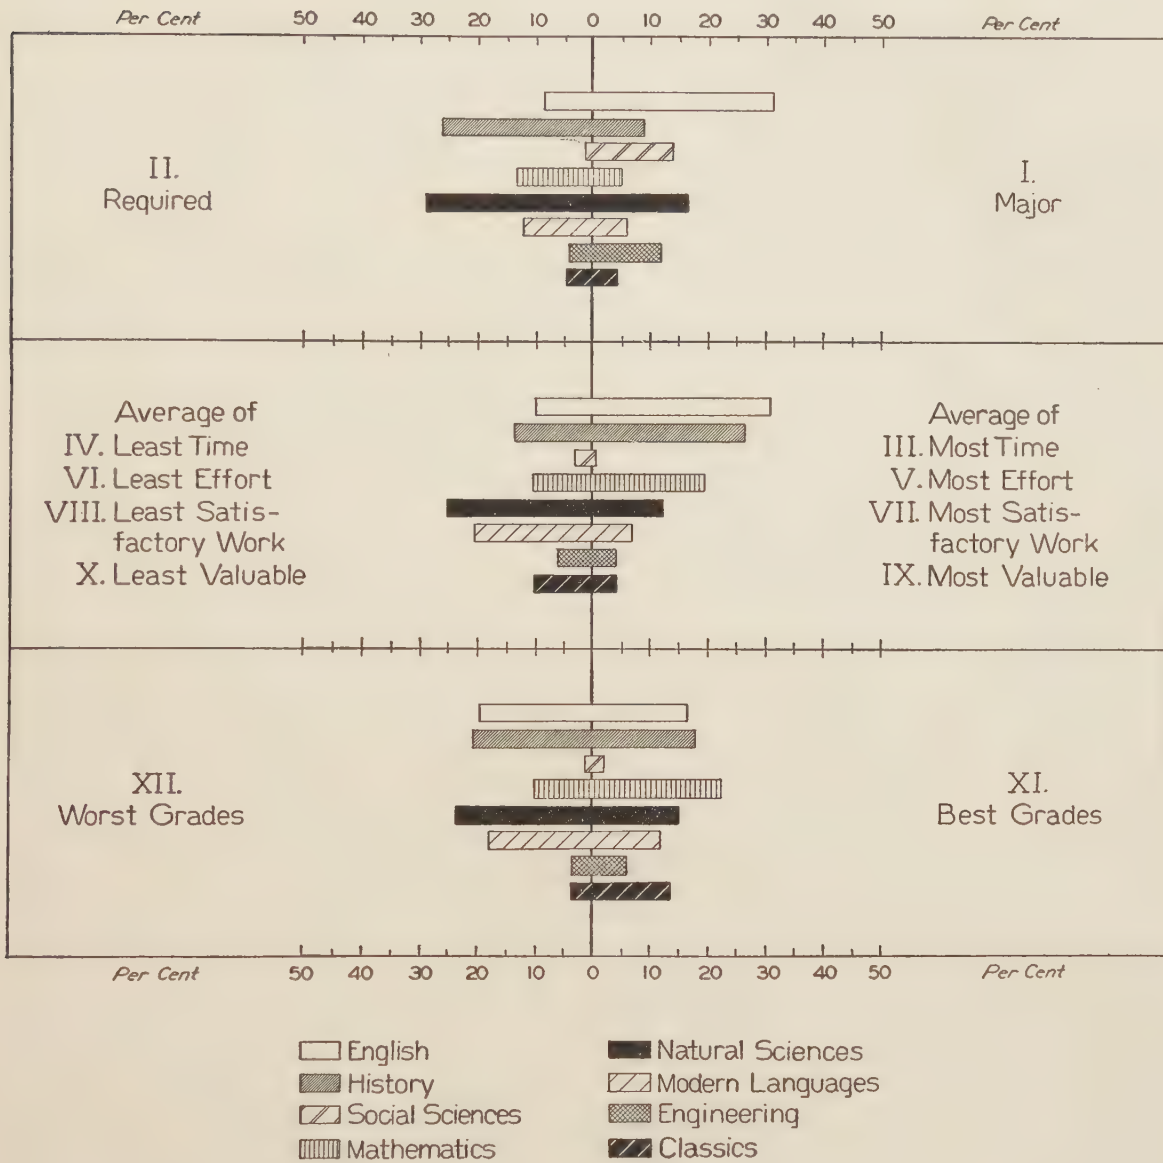 Per Cent 50 40 30 20 10 0 10 20 30 40 50 Per Cent
II.
Required
I.
Major
Average of
IV. Least Time
VI. Least Effort
VIII. Least Satis-
factory Work
X. Least Valuable
Average of
III. Most Time
V. Most Effort
VII. Most Satis-
factory Work
IX. Most Valuable
XII.
Worst Grades
XI.
Best Grades
Per Cent 50 40 30 20 10 0 10 20 30 40 50 Per Cent
English
History
Social Sciences
Mathematics
Natural Sciences
Modern Languages
Engineering
Classics